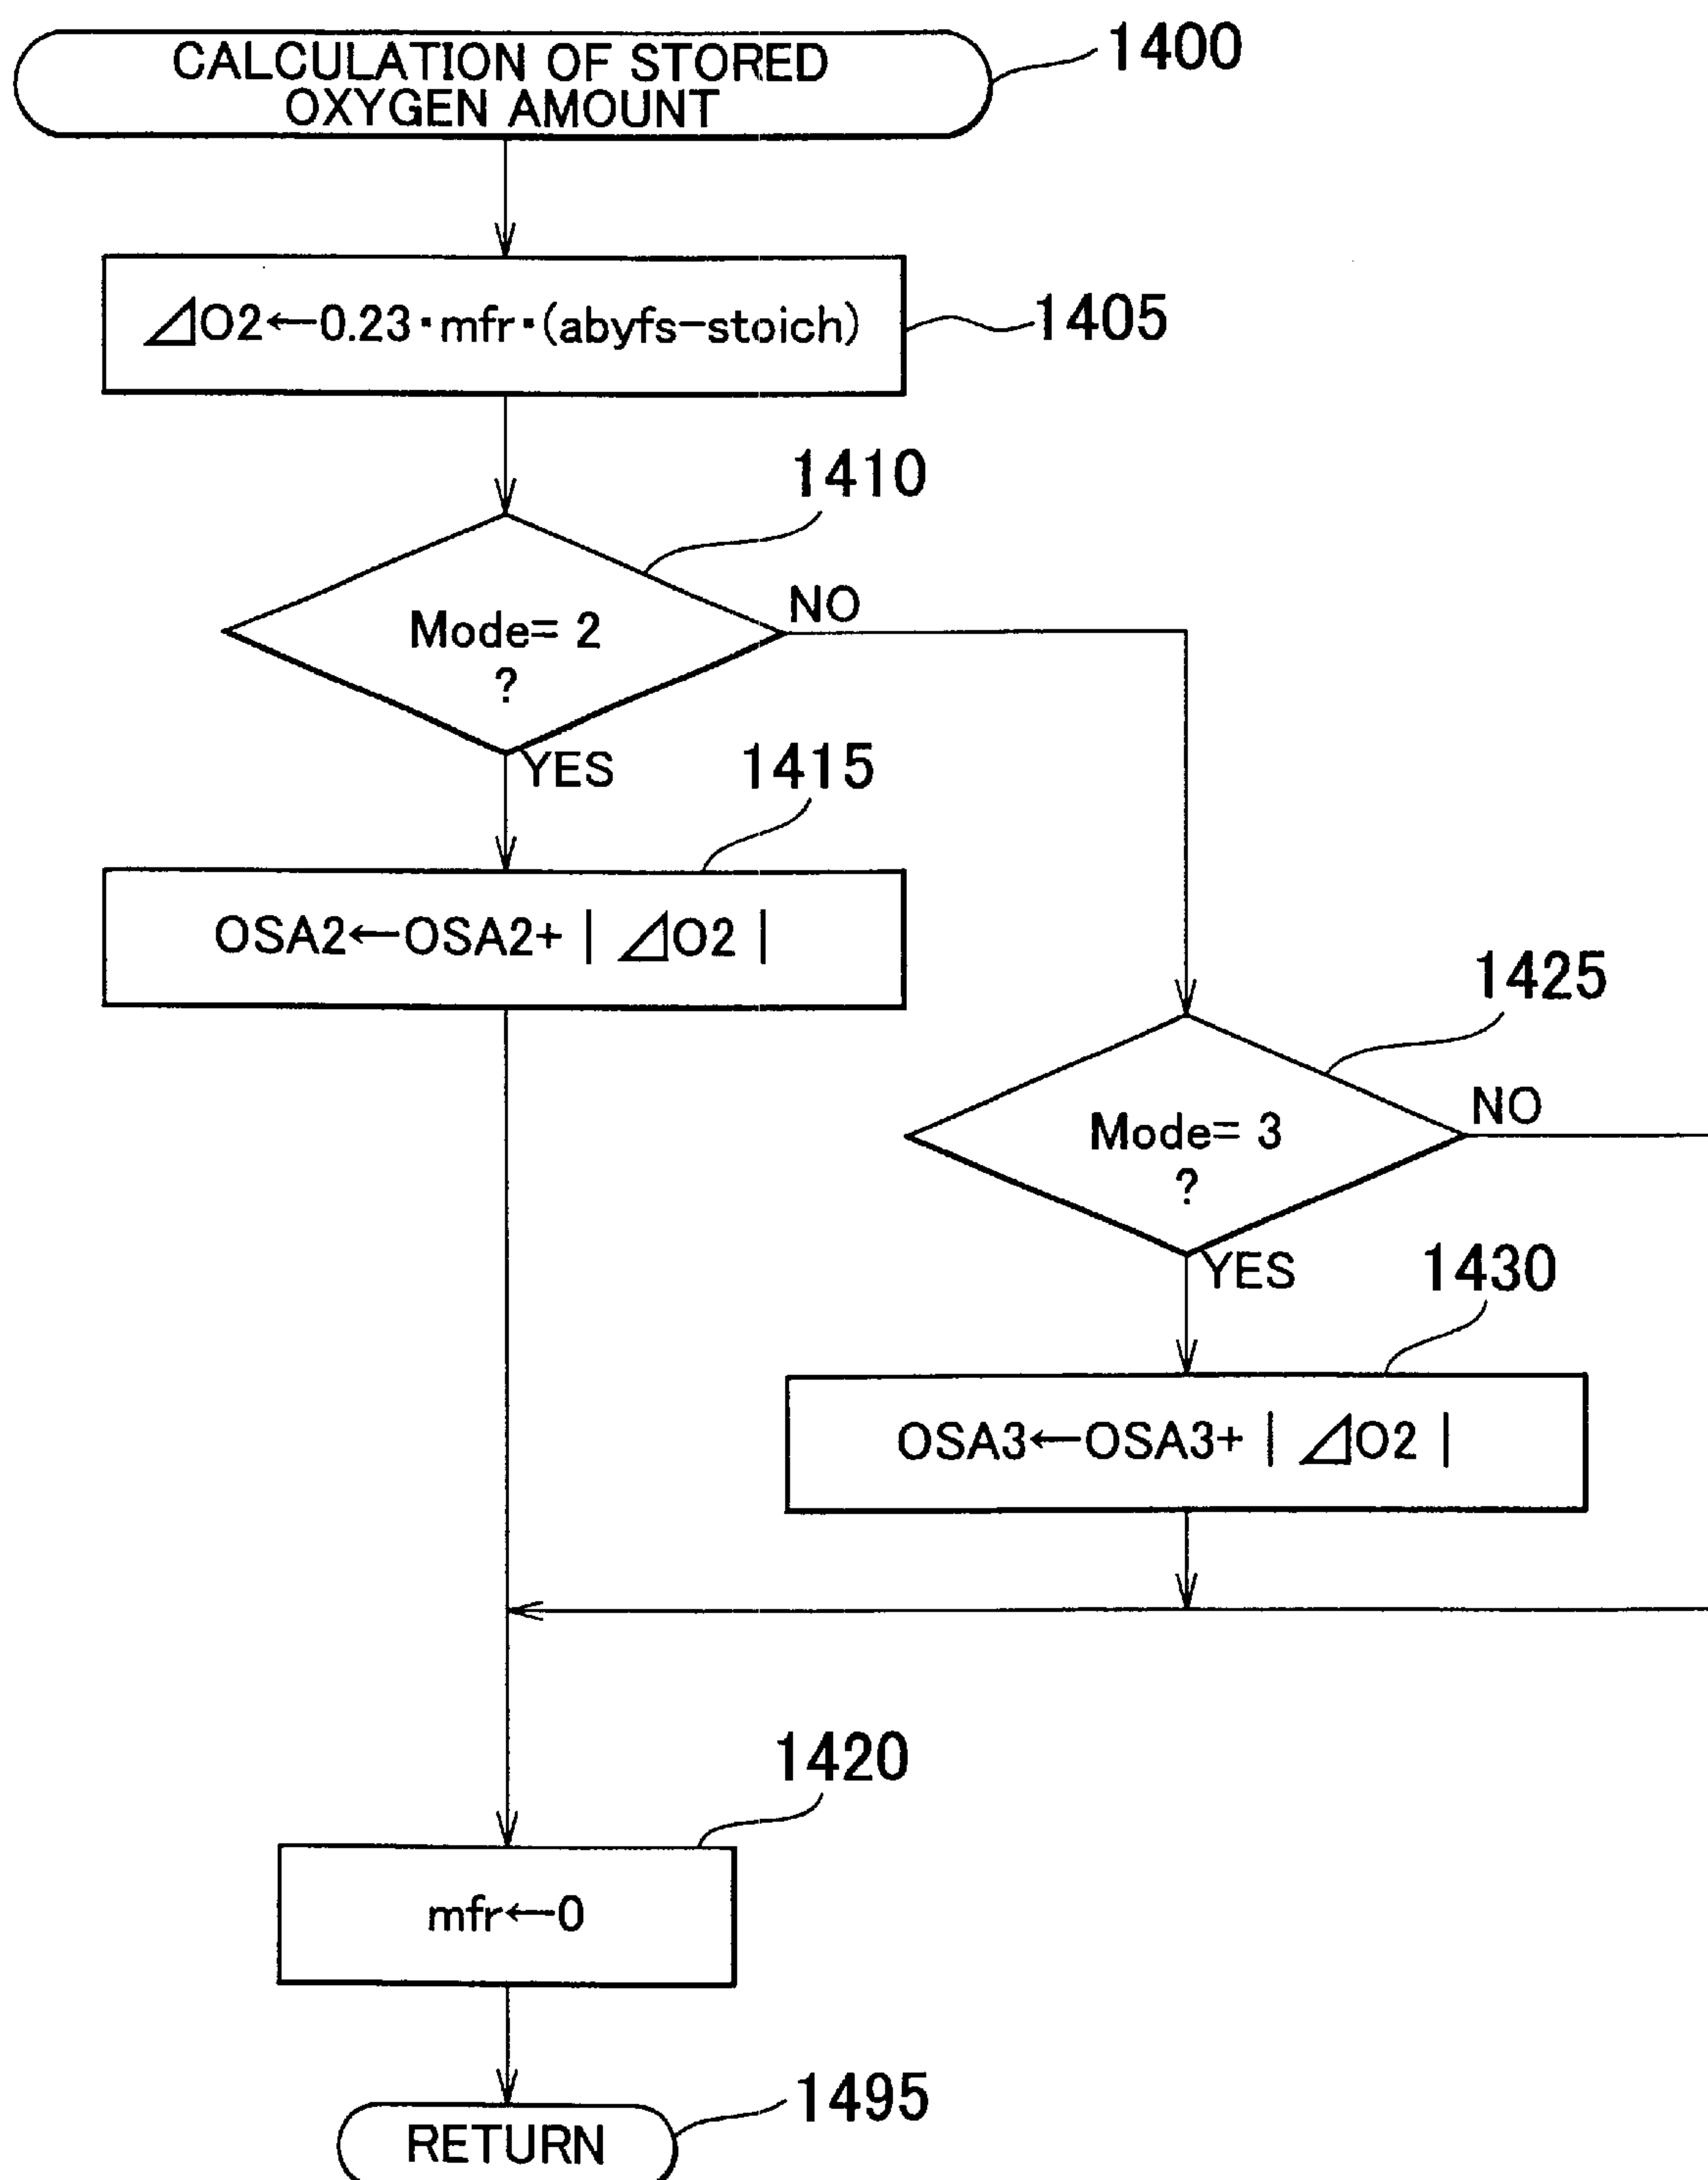 CALCULATION OF STORED
OXYGEN AMOUNT
1400
⊿O2←0.23·mfr·(abyfs-stoich)
1405
1410
Mode= 2
?
NO
YES
1415
OSA2←OSA2+ | ⊿O2 |
1425
Mode= 3
?
NO
YES
1430
OSA3←OSA3+ | ⊿O2 |
1420
mfr←0
1495
RETURN